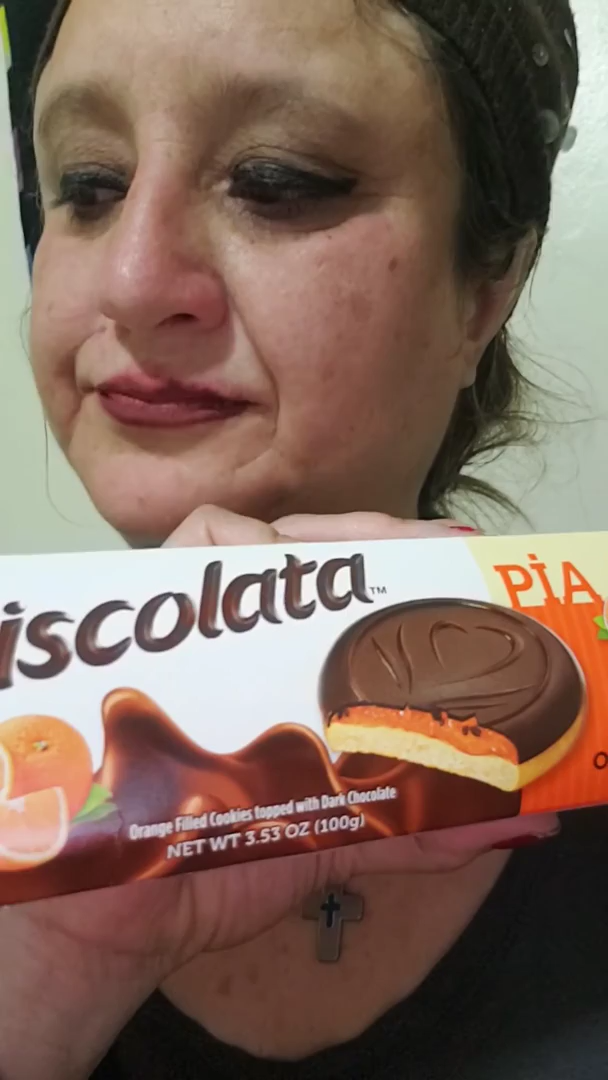 iscolata™
PİA
Orange Filled Cookies topped with Dark Chocolate
NET WT 3.53 OZ (100g)